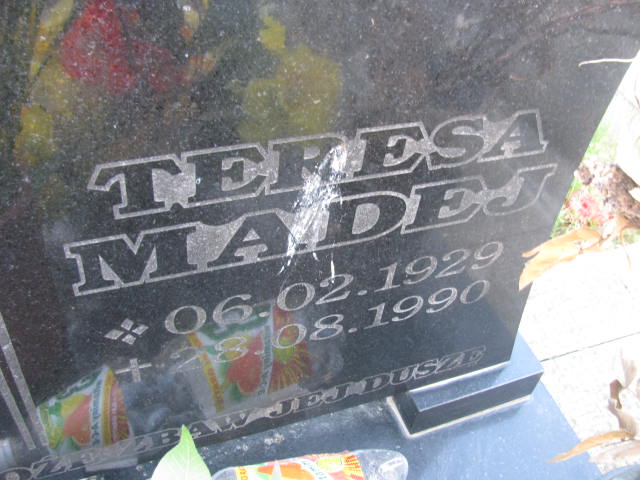 TERESA
MADEJ
06.02.1929
+ 28.08.1990
ZBAW JEJ DUSZE